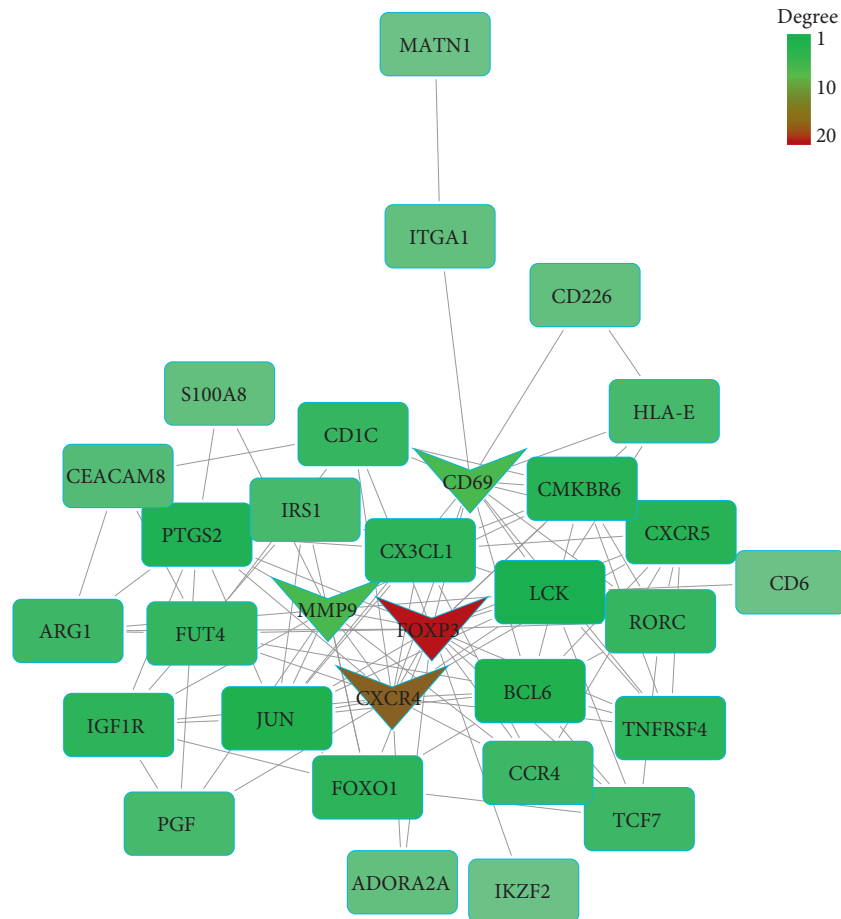 Degree
1
10
20
MATN1
ITGA1
CD226
S100A8
HLA-E
CD1C
CEACAM8
CD69
CMKBR6
IRS1
PTGS2
CX3CL1
CXCR5
CD6
LCK
MMP9
RORC
ARG1
FUT4
FOXP3
CXCR4
BCL6
IGF1R
JUN
TNFRSF4
CCR4
FOXO1
TCF7
PGF
ADORA2A
IKZF2